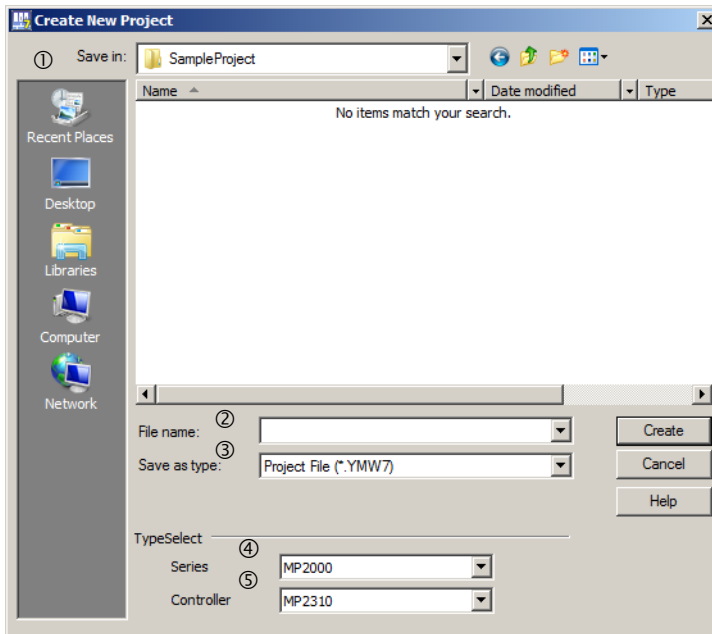 Create New Project
① Save in: SampleProject
Name Date modified Type
No items match your search.
Recent Places
Desktop
Libraries
Computer
Network
② File name: Create
③ Save as type: Project File (*.YMW7) Cancel
Help
TypeSelect
④ Series MP2000
⑤ Controller MP2310